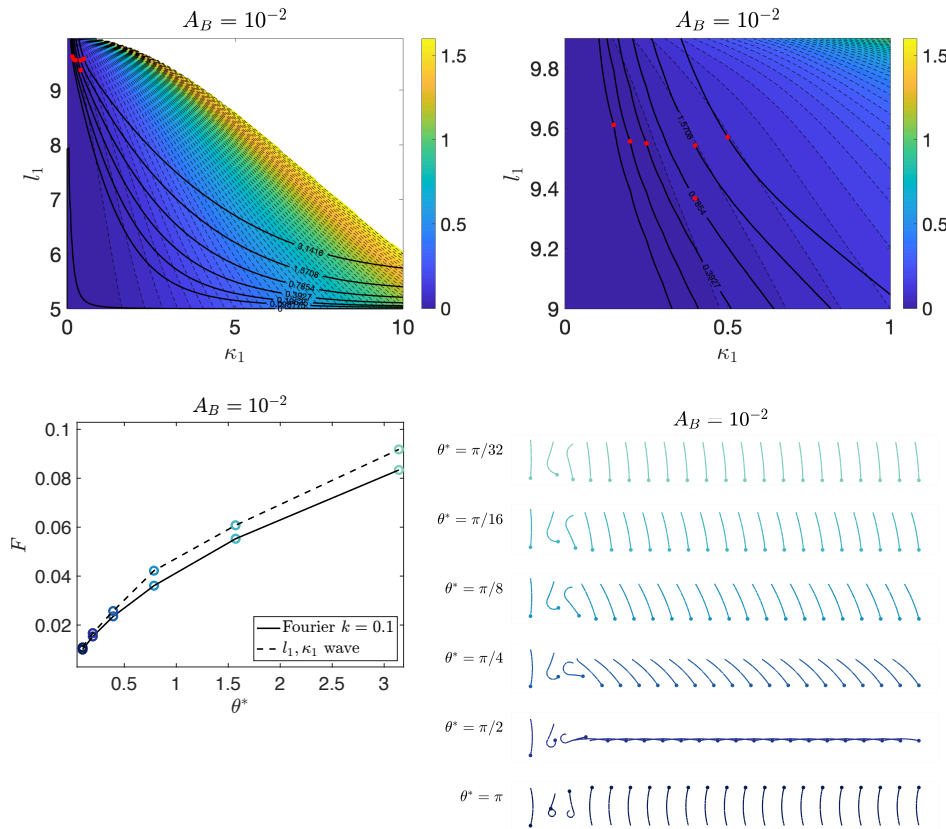 A_B = 10^{-2}
9
8
7
6
5
l_1
3.1416
1.5708
0.7854
0.3927
0
0
5
10
κ_1
1.5
1
0.5
0
A_B = 10^{-2}
9.8
9.6
9.4
9.2
9
l_1
1.5708
0.7854
0.3927
0
0.5
1
κ_1
1.5
1
0.5
0
A_B = 10^{-2}
0.1
0.08
0.06
0.04
0.02
F
Fourier k = 0.1
l_1, κ_1 wave
0.5
1
1.5
2
2.5
3
θ*
A_B = 10^{-2}
θ* = π/32
θ* = π/16
θ* = π/8
θ* = π/4
θ* = π/2
θ* = π